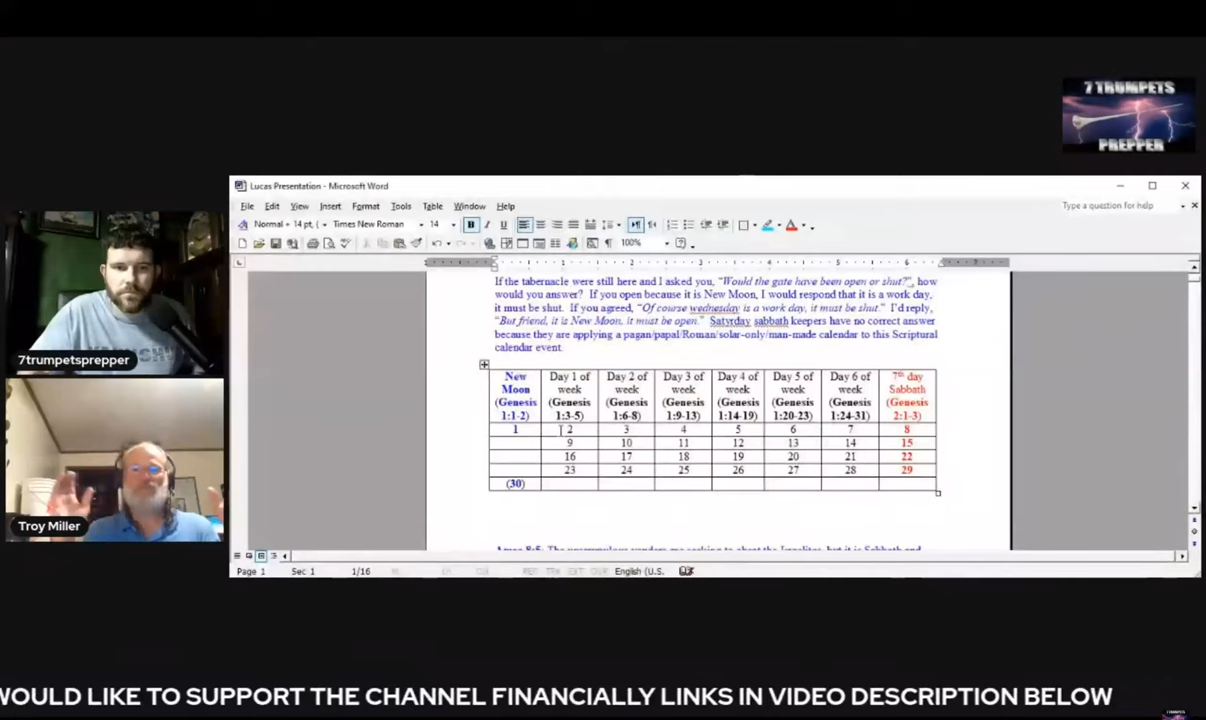 7 TRUMPETS
PREPPER
Lucas Presentation - Microsoft Word
File Edit View Insert Format Tools Table Window Help
Type a question for help
Normal + 14 pt, ( Times New Roman 14 B I U 100%
If the tabernacle were still here and I asked you, “Would the gate have been open or shut?”, how
would you answer? If you open because it is New Moon, I would respond that it is a work day,
it must be shut. If you agreed, “Of course wednesday is a work day, it must be shut.” I’d reply,
“But friend, it is New Moon, it must be open.” Satyrday sabbath keepers have no correct answer
because they are applying a pagan/papal/Roman/solar-only/man-made calendar to this Scriptural
calendar event.
New Moon (Genesis 1:1-2) Day 1 of week (Genesis 1:3-5) Day 2 of week (Genesis 1:6-8) Day 3 of week (Genesis 1:9-13) Day 4 of week (Genesis 1:14-19) Day 5 of week (Genesis 1:20-23) Day 6 of week (Genesis 1:24-31) 7th day Sabbath (Genesis 2:1-3)
1 2 3 4 5 6 7 8
9 10 11 12 13 14 15
16 17 18 19 20 21 22
23 24 25 26 27 28 29
(30)
Page 1 Sec 1 1/16 REC TRK EXT OVR English (U.S.
7trumpetsprepper
Troy Miller
WOULD LIKE TO SUPPORT THE CHANNEL FINANCIALLY LINKS IN VIDEO DESCRIPTION BELOW